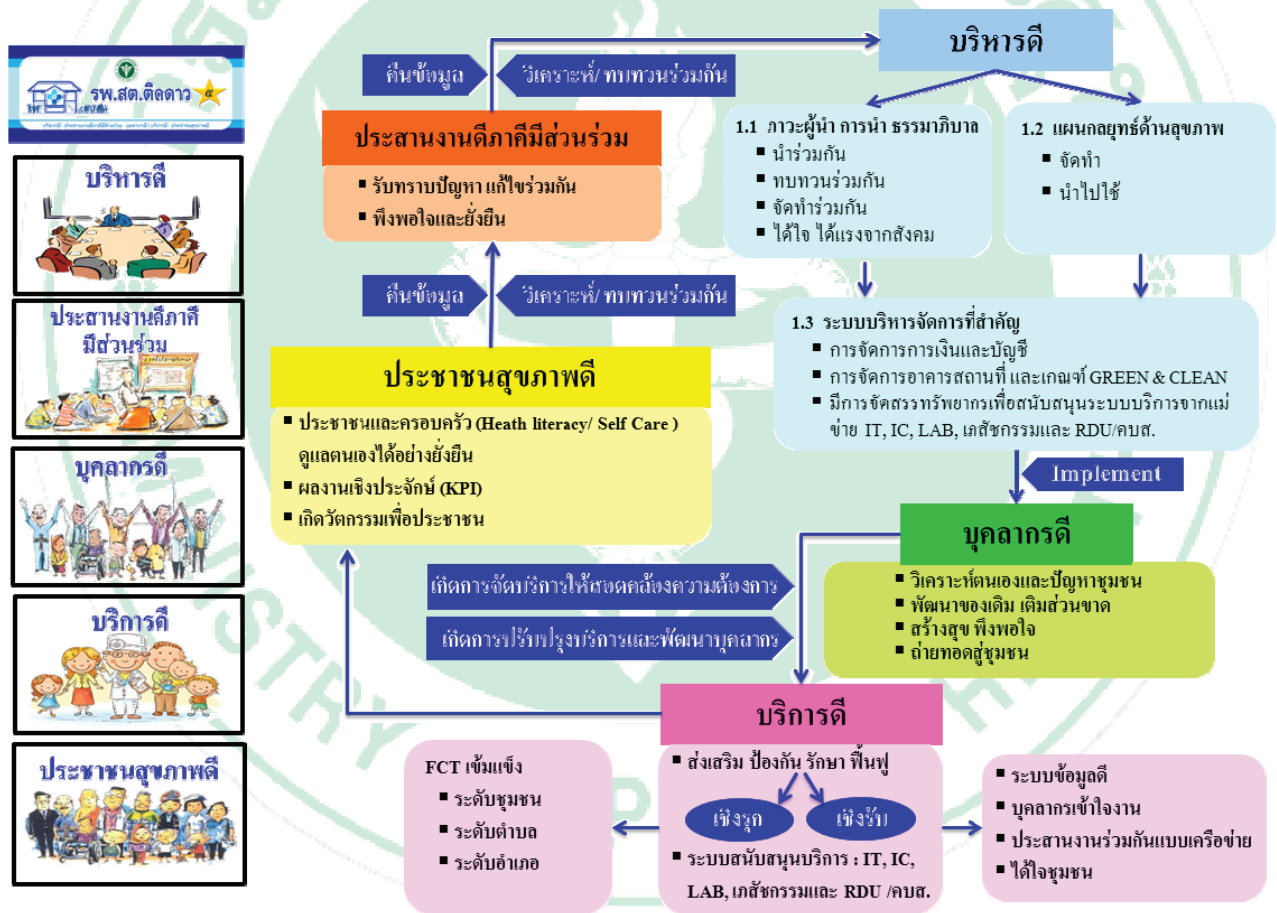 รพ.สต.ติดดาว
๕
บริหารดี
ประสานงานดีภาคี
มีส่วนร่วม
บุคลากรดี
บริการดี
ประชาชนสุขภาพดี
บริหารดี
คืนข้อมูล
วิเคราะห์/ ทบทวนร่วมกัน
ประสานงานดีภาคีมีส่วนร่วม
▪ รับทราบปัญหา แก้ไขร่วมกัน
▪ พึงพอใจและยั่งยืน
1.1 ภาวะผู้นำ การนำ ธรรมาภิบาล
▪ นำร่วมกัน
▪ ทบทวนร่วมกัน
▪ จัดทำร่วมกัน
▪ ได้ใจ ได้แรงจากสังคม
1.2 แผนกลยุทธ์ด้านสุขภาพ
▪ จัดทำ
▪ นำไปใช้
คืนข้อมูล
วิเคราะห์/ ทบทวนร่วมกัน
1.3 ระบบบริหารจัดการที่สำคัญ
▪ การจัดการการเงินและบัญชี
▪ การจัดการอาคารสถานที่ และเกณฑ์ GREEN & CLEAN
▪ มีการจัดสรรทรัพยากรเพื่อสนับสนุนระบบบริการจากแม่
ข่าย IT, IC, LAB, เภสัชกรรมและ RDU/คบส.
ประชาชนสุขภาพดี
▪ ประชาชนและครอบครัว (Heath literacy/ Self Care )
ดูแลตนเองได้อย่างยั่งยืน
▪ ผลงานเชิงประจักษ์ (KPI)
▪ เกิดวัตกรรมเพื่อประชาชน
Implement
บุคลากรดี
▪ วิเคราะห์ตนเองและปัญหาชุมชน
▪ พัฒนาของเดิม เติมส่วนขาด
▪ สร้างสุข พึงพอใจ
▪ ถ่ายทอดสู่ชุมชน
เกิดการจัดบริการให้สอดคล้องความต้องการ
เกิดการปรับปรุงบริการและพัฒนาบุคลากร
บริการดี
▪ ส่งเสริม ป้องกัน รักษา ฟื้นฟู
เชิงรุก
เชิงรับ
▪ ระบบสนับสนุนบริการ : IT, IC,
LAB, เภสัชกรรมและ RDU /คบส.
FCT เข้มแข็ง
▪ ระดับชุมชน
▪ ระดับตำบล
▪ ระดับอำเภอ
▪ ระบบข้อมูลดี
▪ บุคลากรเข้าใจงาน
▪ ประสานงานร่วมกันแบบเครือข่าย
▪ ได้ใจชุมชน